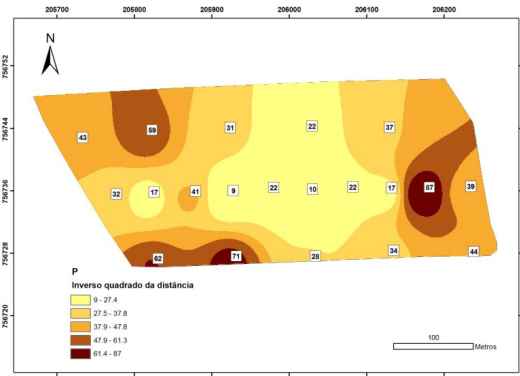 205700 205800 205900 206000 206100 206200
N
756752
756744
756736
756728
756720
43 59 31 22 37
32 17 41 9 22 10 22 17 87 39
62 71 28 34 44
P
Inverso quadrado da distância
9 - 27.4
27.5 - 37.8
37.9 - 47.8
47.9 - 61.3
61.4 - 87
100
Metros